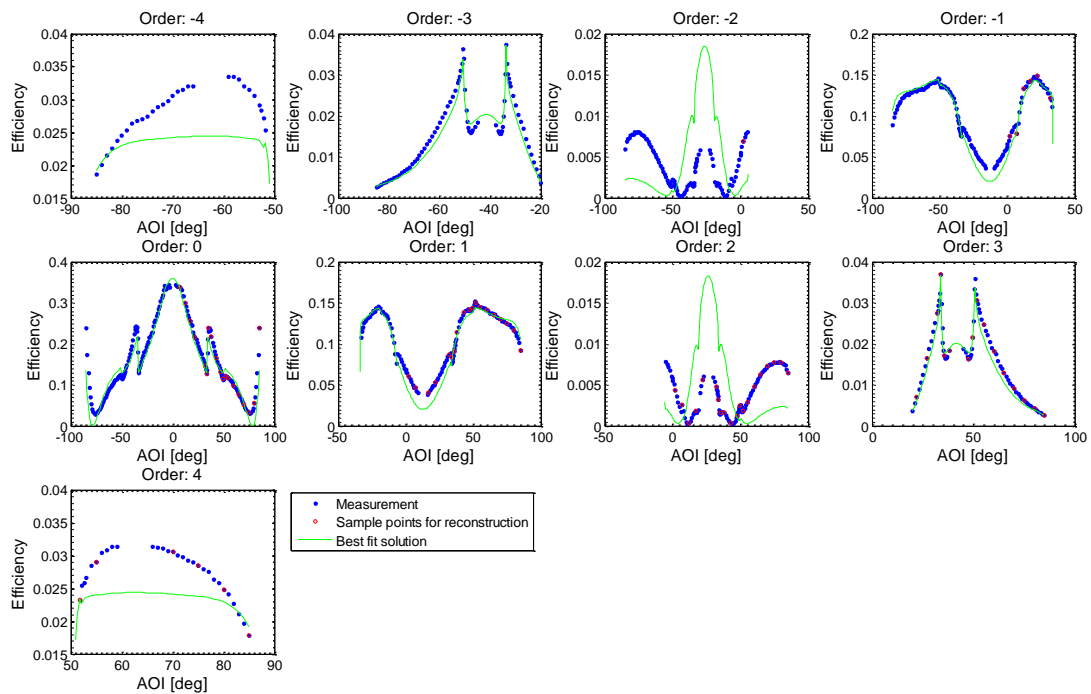 Order: -4
0.04
0.035
0.03
0.025
0.02
0.015
-90
-80
-70
-60
-50
AOI [deg]
Efficiency
Order: -3
0.04
0.03
0.02
0.01
0
-100
-80
-60
-40
-20
AOI [deg]
Efficiency
Order: -2
0.02
0.015
0.01
0.005
0
-100
-50
0
50
AOI [deg]
Efficiency
Order: -1
0.2
0.15
0.1
0.05
0
-100
-50
0
50
AOI [deg]
Efficiency
Order: 0
0.4
0.3
0.2
0.1
0
-100
-50
0
50
100
AOI [deg]
Efficiency
Order: 1
0.2
0.15
0.1
0.05
0
-50
0
50
100
AOI [deg]
Efficiency
Order: 2
0.02
0.015
0.01
0.005
0
-50
0
50
100
AOI [deg]
Efficiency
Order: 3
0.04
0.03
0.02
0.01
0
0
50
100
AOI [deg]
Efficiency
Order: 4
0.04
0.035
0.03
0.025
0.02
0.015
50
60
70
80
90
AOI [deg]
Efficiency
Measurement
Sample points for reconstruction
Best fit solution